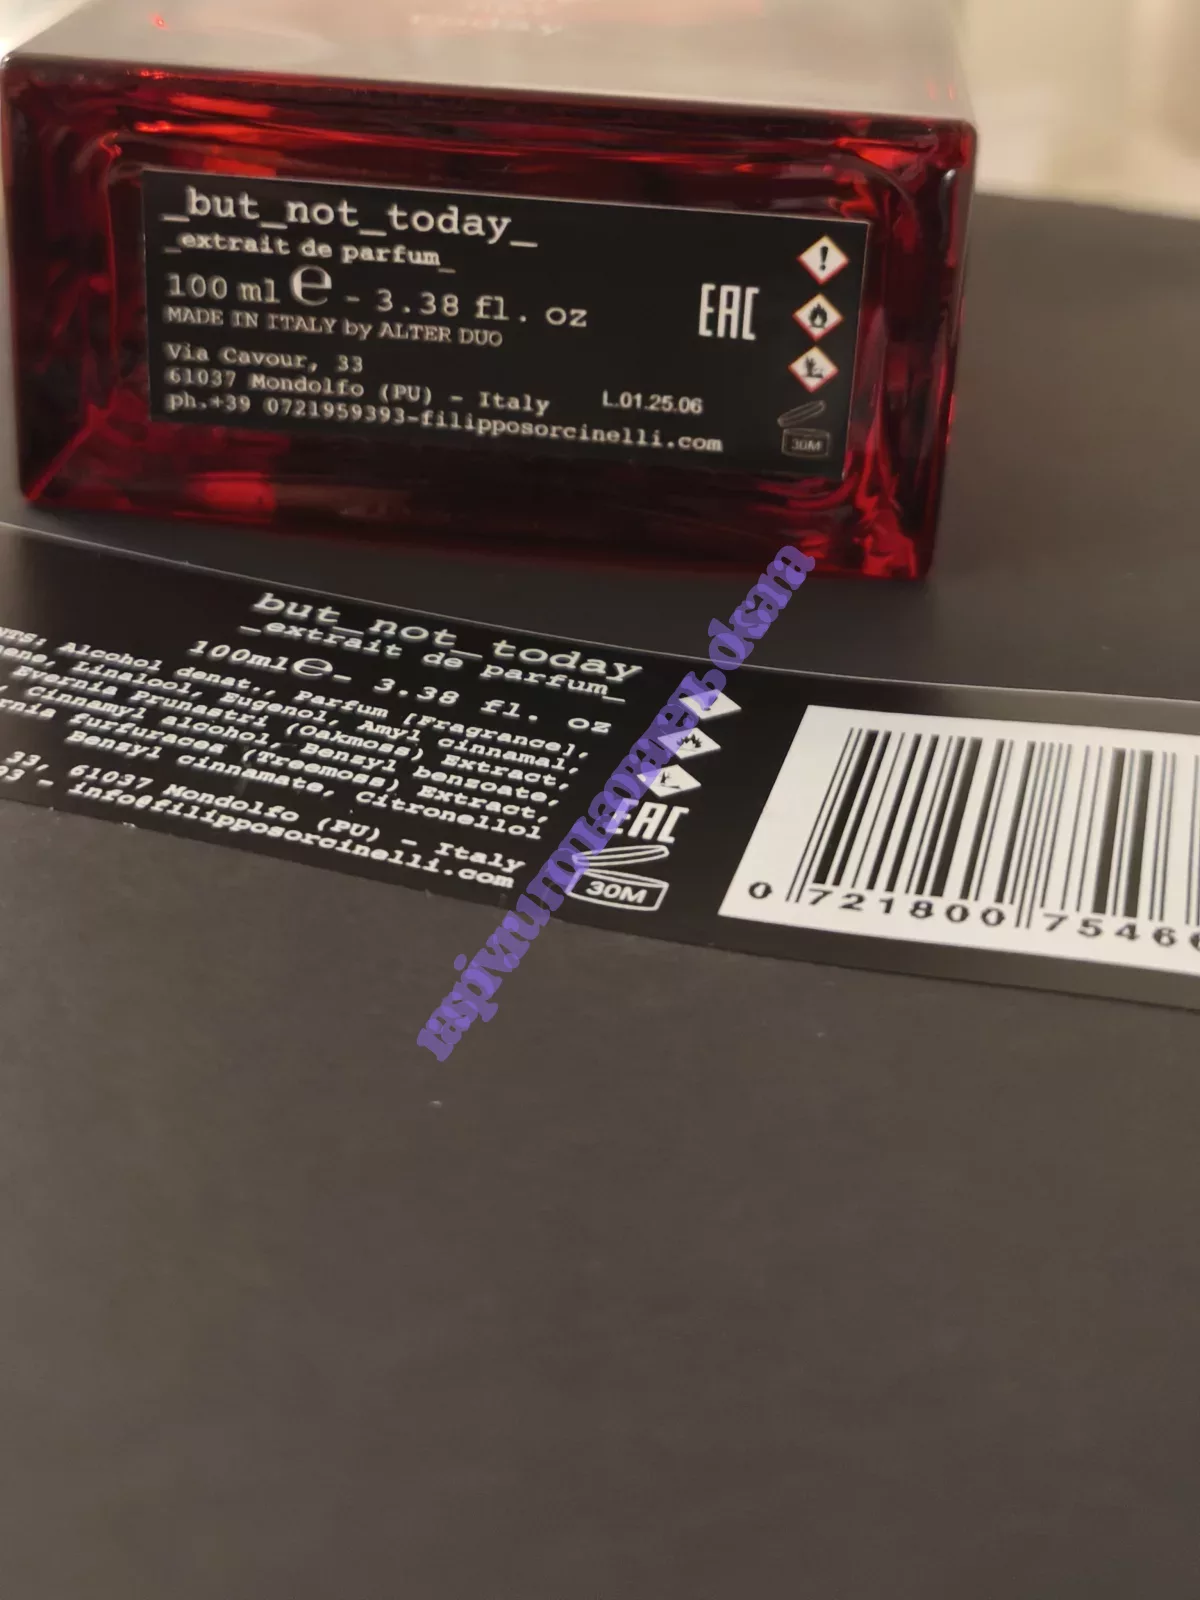 _but_not_today_
_extrait de parfum_
100 ml e - 3.38 fl. oz
MADE IN ITALY by ALTER DUO
Via Cavour, 33
61037 Mondolfo (PU) - Italy
ph.+39 0721959393-filipposorcinelli.com
L.01.25.06
EAC
30M
but_not_today
_extrait de parfum_
100ml e - 3.38 fl. oz
Alcohol denat., Parfum [Fragrance],
Linalool, Eugenol, Amyl cinnamal,
Evernia Prunastri (Oakmoss) Extract,
Cinnamyl alcohol, Benzyl benzoate,
furfuracea (Treemoss) Extract,
Benzyl cinnamate, Citronellol
33, 61037 Mondolfo (PU) - Italy
93 - info@filipposorcinelli.com
EAC
30M
0 721800 7546